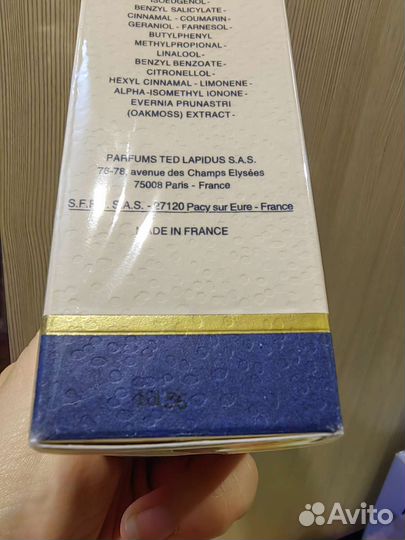 ISOEUGENOL-
BENZYL SALICYLATE-
CINNAMAL - COUMARIN-
GERANIOL - FARNESOL-
BUTYLPHENYL
METHYLPROPIONAL-
LINALOOL-
BENZYL BENZOATE-
CITRONELLOL-
HEXYL CINNAMAL - LIMONENE-
ALPHA-ISOMETHYL IONONE-
EVERNIA PRUNASTRI
(OAKMOSS) EXTRACT-
PARFUMS TED LAPIDUS S.A.S.
avenue des Champs Elysées
75008 Paris - France
S.A.S. - 27120 Pacy sur Eure - France
MADE IN FRANCE
Avito